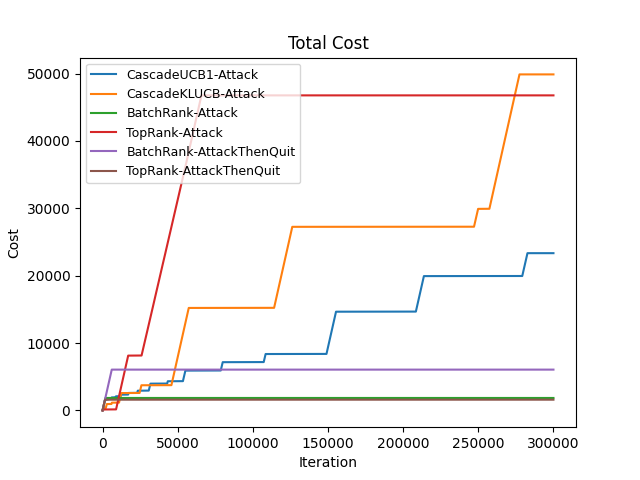 Total Cost
CascadeUCB1-Attack
CascadeKLUCB-Attack
BatchRank-Attack
TopRank-Attack
BatchRank-AttackThenQuit
TopRank-AttackThenQuit
50000
40000
30000
20000
10000
0
Cost
0 50000 100000 150000 200000 250000 300000
Iteration